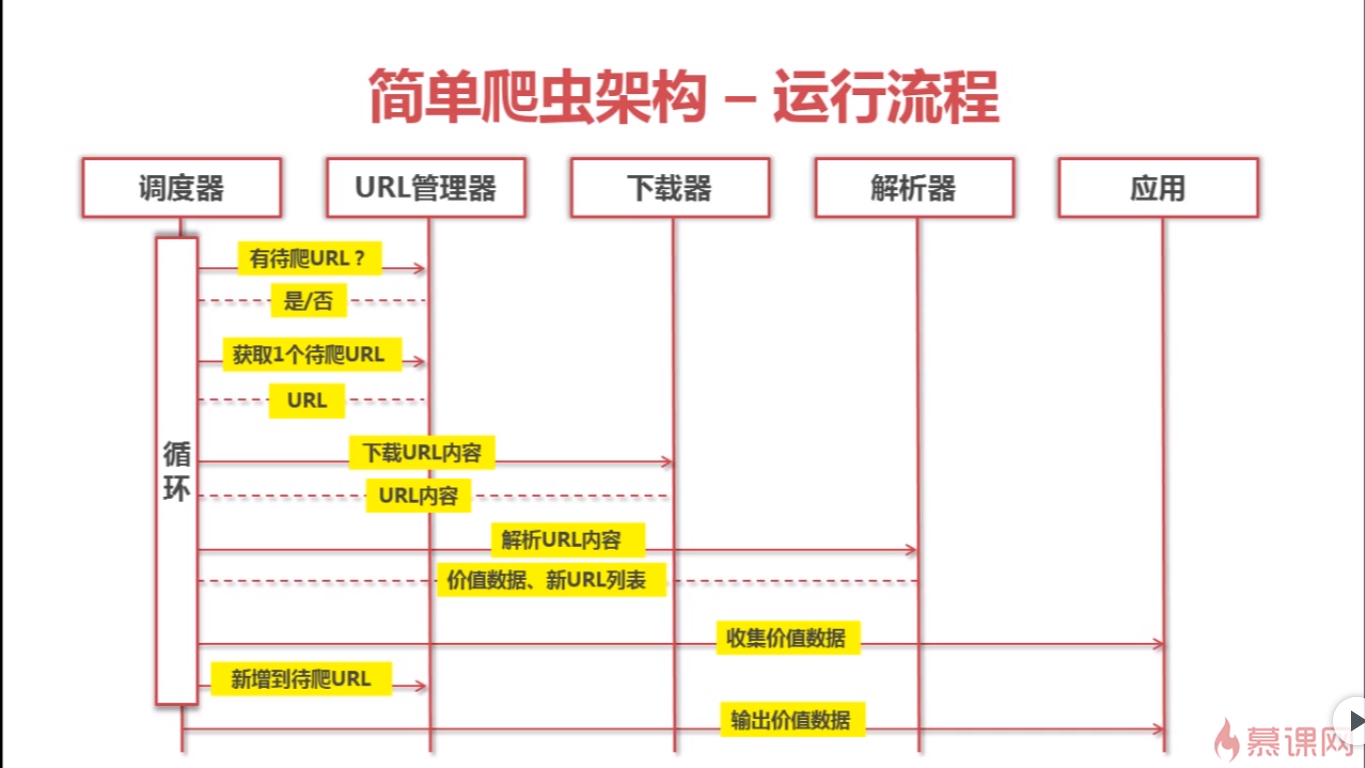 简单爬虫架构 – 运行流程
调度器
URL管理器
下载器
解析器
应用
有待爬URL？
是/否
获取1个待爬URL
URL
循
环
下载URL内容
URL内容
解析URL内容
价值数据、新URL列表
收集价值数据
新增到待爬URL
输出价值数据
慕课网